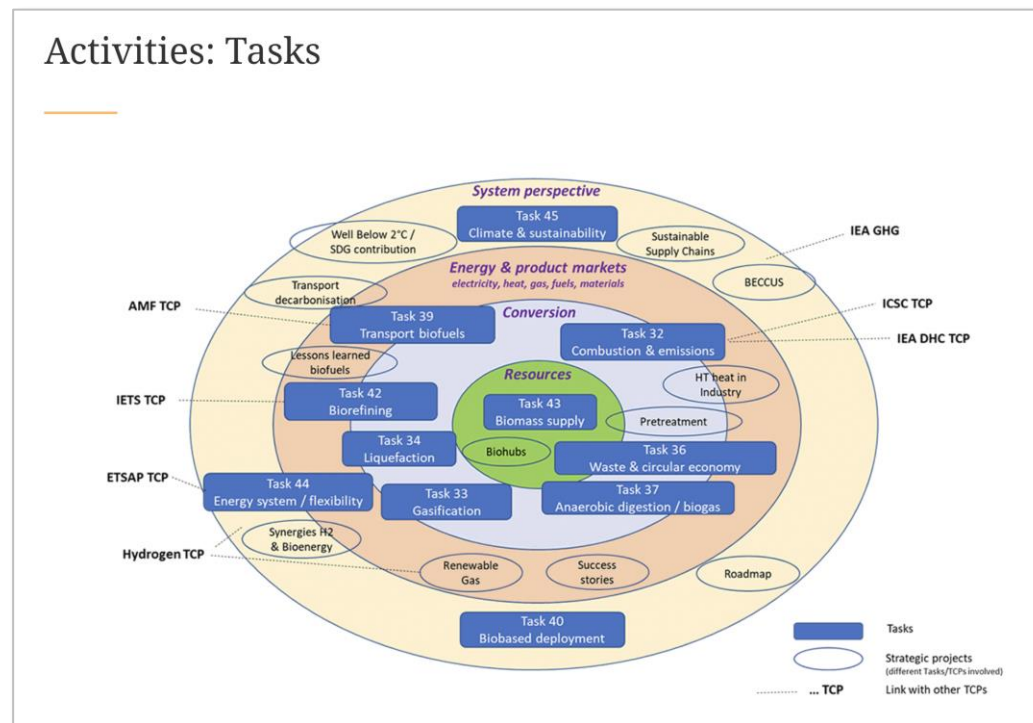 Activities: Tasks
System perspective
Task 45
Climate & sustainability
Well Below 2°C /
SDG contribution
Sustainable
Supply Chains
IEA GHG
Energy & product markets
electricity, heat, gas, fuels, materials
BECCUS
Transport
decarbonisation
AMF TCP
Task 39
Transport biofuels
Conversion
Task 32
Combustion & emissions
ICSC TCP
IEA DHC TCP
Lessons learned
biofuels
Resources
HT heat in
Industry
IETS TCP
Task 42
Biorefining
Task 43
Biomass supply
Pretreatment
Task 34
Liquefaction
Biohubs
Task 36
Waste & circular economy
ETSAP TCP
Task 44
Energy system / flexibility
Task 33
Gasification
Task 37
Anaerobic digestion / biogas
Synergies H2
& Bioenergy
Hydrogen TCP
Renewable
Gas
Success
stories
Roadmap
Task 40
Biobased deployment
Tasks
Strategic projects
(different Tasks/TCPs involved)
... TCP
Link with other TCPs